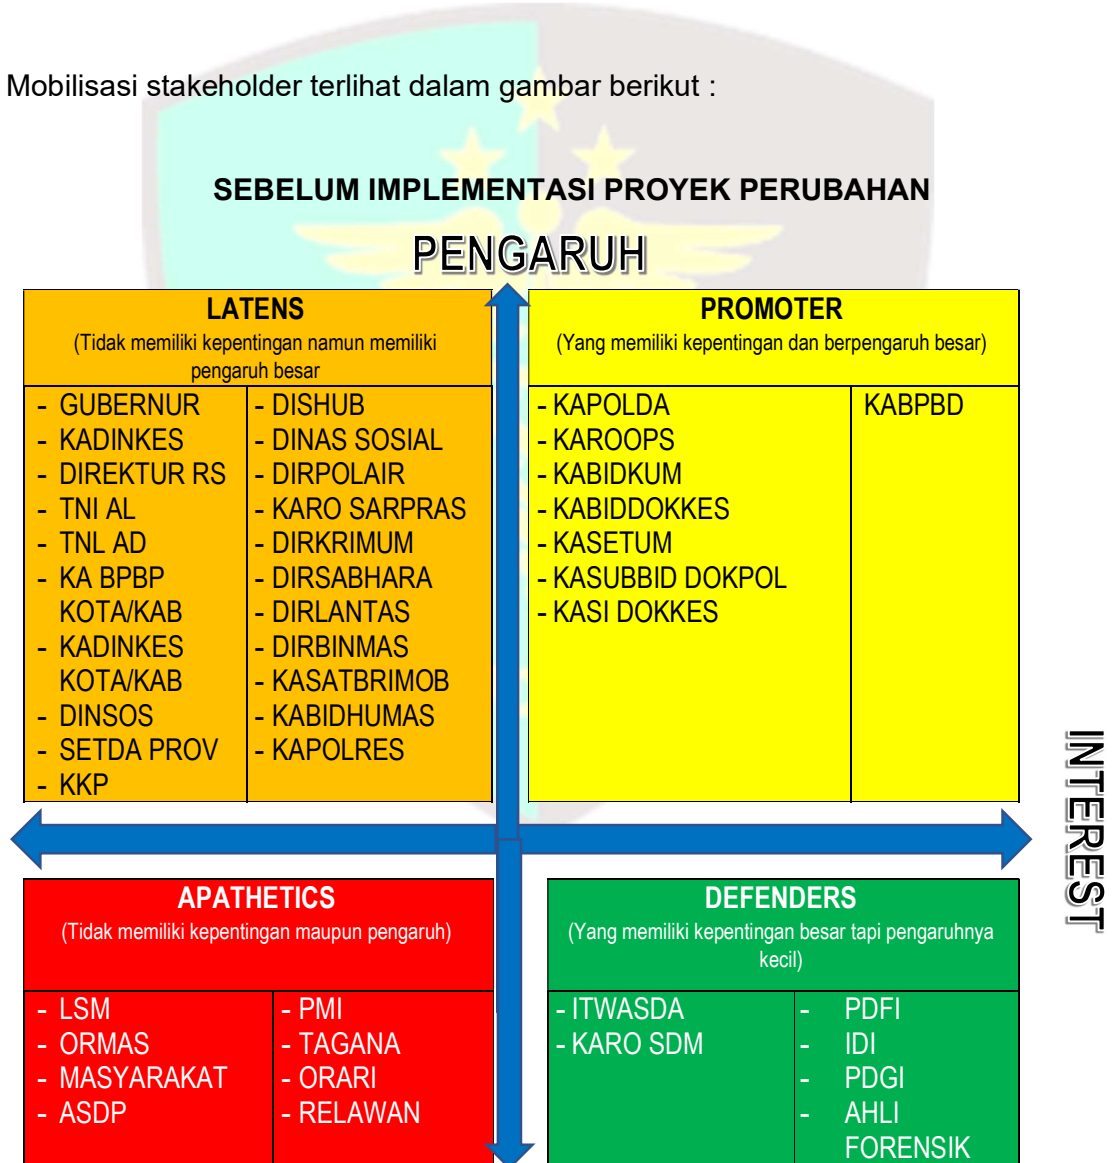 Mobilisasi stakeholder terlihat dalam gambar berikut :
SEBELUM IMPLEMENTASI PROYEK PERUBAHAN
PENGARUH
LATENS
(Tidak memiliki kepentingan namun memiliki
pengaruh besar
- GUBERNUR
- KADINKES
- DIREKTUR RS
- TNI AL
- TNL AD
- KA BPBP
KOTA/KAB
- KADINKES
KOTA/KAB
- DINSOS
- SETDA PROV
- KKP
- DISHUB
- DINAS SOSIAL
- DIRPOLAIR
- KARO SARPRAS
- DIRKRIMUM
- DIRSABHARA
- DIRLANTAS
- DIRBINMAS
- KASATBRIMOB
- KABIDHUMAS
- KAPOLRES
PROMOTER
(Yang memiliki kepentingan dan berpengaruh besar)
- KAPOLDA
- KAROOPS
- KABIDKUM
- KABIDDOKKES
- KASETUM
- KASUBBID DOKPOL
- KASI DOKKES
KABPBD
INTEREST
APATHETICS
(Tidak memiliki kepentingan maupun pengaruh)
- LSM
- ORMAS
- MASYARAKAT
- ASDP
- PMI
- TAGANA
- ORARI
- RELAWAN
DEFENDERS
(Yang memiliki kepentingan besar tapi pengaruhnya
kecil)
- ITWASDA
- KARO SDM
- PDFI
- IDI
- PDGI
- AHLI
FORENSIK